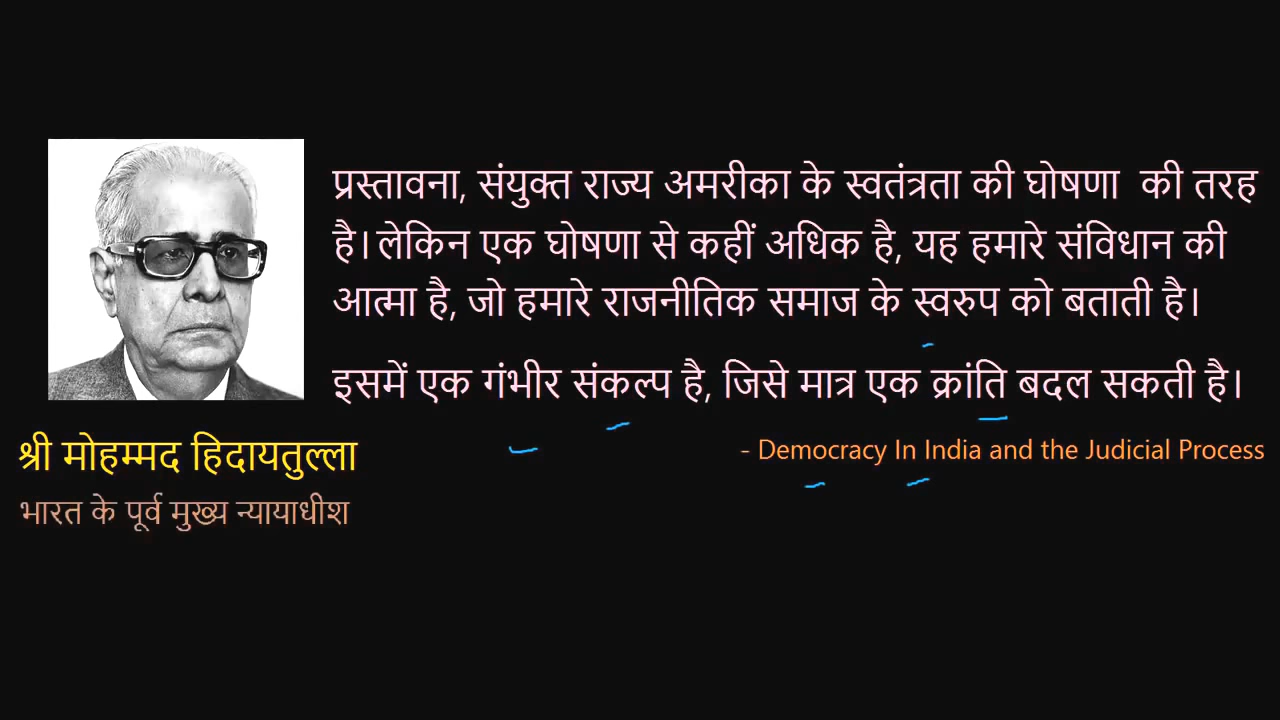 प्रस्तावना, संयुक्त राज्य अमरीका के स्वतंत्रता की घोषणा की तरह
है। लेकिन एक घोषणा से कहीं अधिक है, यह हमारे संविधान की
आत्मा है, जो हमारे राजनीतिक समाज के स्वरुप को बताती है।
इसमें एक गंभीर संकल्प है, जिसे मात्र एक क्रांति बदल सकती है।
- Democracy In India and the Judicial Process
श्री मोहम्मद हिदायतुल्ला
भारत के पूर्व मुख्य न्यायाधीश